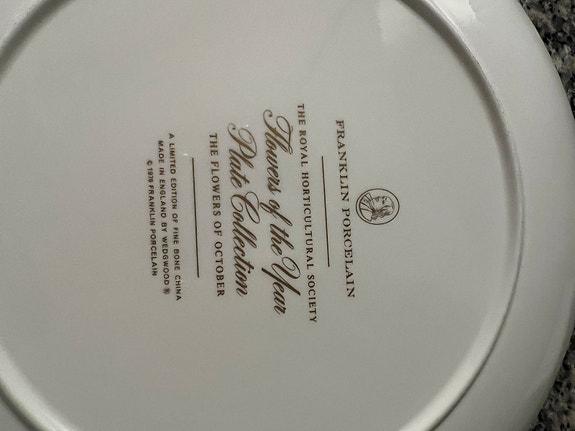 FRANKLIN PORCELAIN
THE ROYAL HORTICULTURAL SOCIETY
Flowers of the Year
Plate Collection
THE FLOWERS OF OCTOBER
A LIMITED EDITION OF FINE BONE CHINA
MADE IN ENGLAND BY WEDGWOOD ®
© 1978 FRANKLIN PORCELAIN